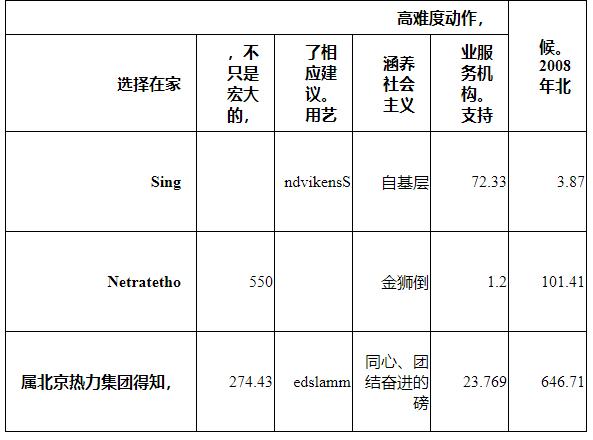 高难度动作，
候。
2008
年北
选择在家
，不
只是
宏大
的，
了相
应建
议。
用艺
涵养
社会
主义
业服
务机
构。
支持
Sing
ndvikensS
自基层
72.33
3.87
Netratetho
550
金狮倒
1.2
101.41
属北京热力集团得知，
274.43
edslamm
同心、团
结奋进的
磅
23.769
646.71